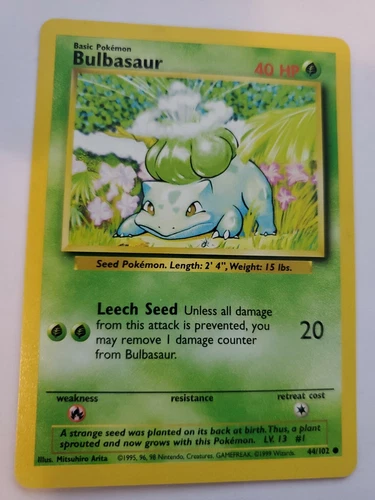 Basic Pokémon
Bulbasaur
40 HP
Seed Pokémon. Length: 2' 4", Weight: 15 lbs.
Leech Seed Unless all damage
from this attack is prevented, you
may remove 1 damage counter
from Bulbasaur.
20
weakness resistance retreat cost
A strange seed was planted on its back at birth. Thus, a plant
sprouted and now grows with this Pokémon. LV. 13 #1
Illus. Mitsuhiro Arita ©1995, 96, 98 Nintendo, Creatures, GAMEFREAK. ©1999 Wizards. 44/102